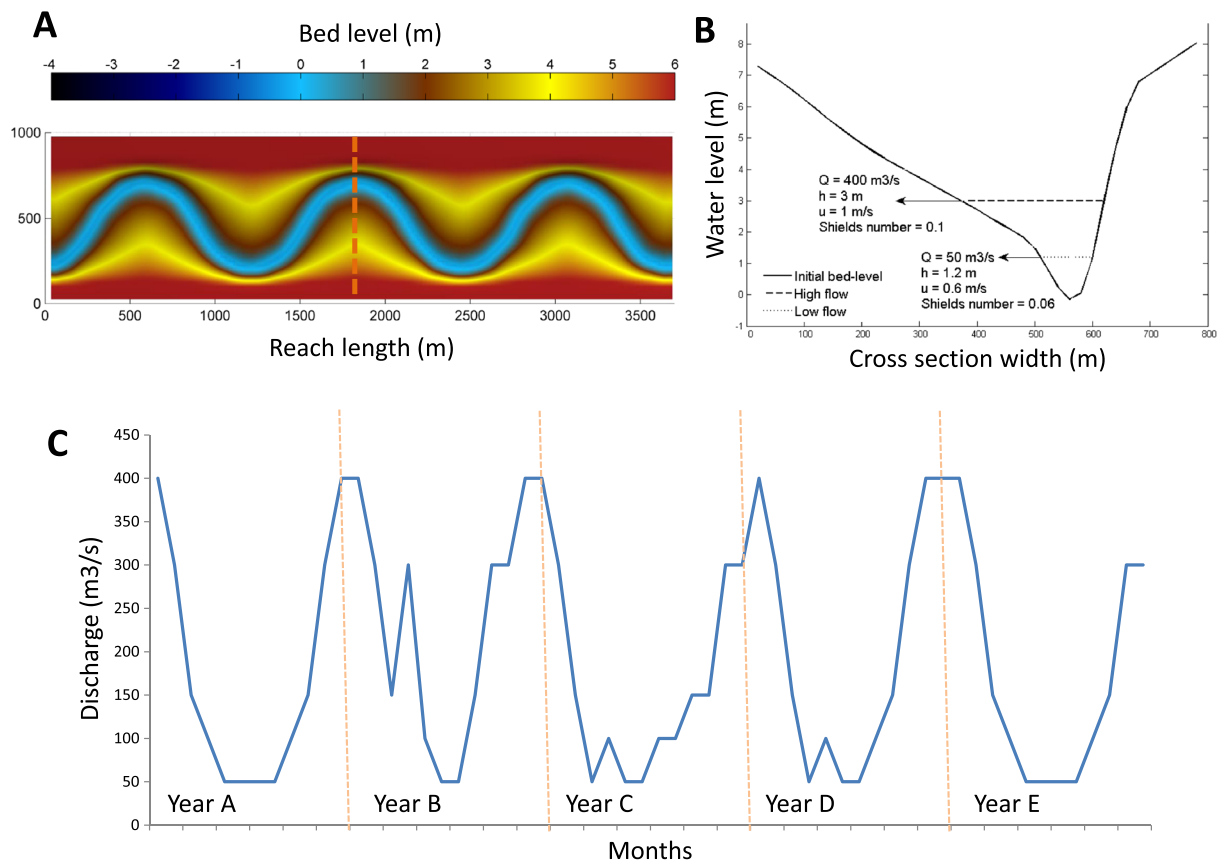 A
Bed level (m)
-4 -3 -2 -1 0 1 2 3 4 5 6
1000
500
0
0 500 1000 1500 2000 2500 3000 3500
Reach length (m)
B
Water level (m)
8
7
6
5
4
3
2
1
0
-1
Q = 400 m3/s
h = 3 m
u = 1 m/s
Shields number = 0.1
Q = 50 m3/s
h = 1.2 m
u = 0.6 m/s
Shields number = 0.06
Initial bed-level
High flow
Low flow
0 100 200 300 400 500 600 700 800
Cross section width (m)
C
Discharge (m3/s)
450
400
350
300
250
200
150
100
50
0
Year A Year B Year C Year D Year E
Months